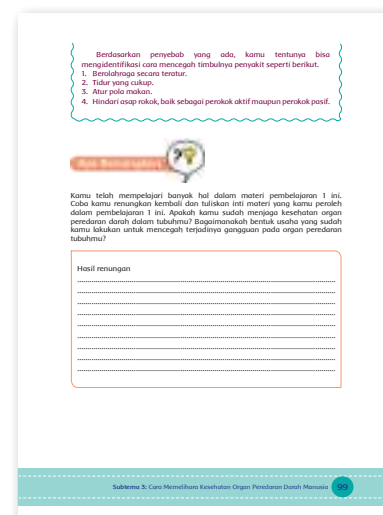 Berdasarkan penyebab yang ada, kamu tentunya bisa
mengidentifikasi cara mencegah timbulnya penyakit seperti berikut.
1. Berolahraga secara teratur.
2. Tidur yang cukup.
3. Atur pola makan.
4. Hindari asap rokok, baik sebagai perokok aktif maupun perokok pasif.
Kamu telah mempelajari banyak hal dalam materi pembelajaran 1 ini.
Coba kamu renungkan kembali dan tuliskan inti materi yang kamu peroleh
dalam pembelajaran 1 ini. Apakah kamu sudah menjaga kesehatan organ
peredaran darah dalam tubuhmu? Bagaimanakah bentuk usaha yang sudah
kamu lakukan untuk mencegah terjadinya gangguan pada organ peredaran
tubuhmu?
Hasil renungan
Subtema 3: Cara Memelihara Kesehatan Organ Peredaran Darah Manusia 99